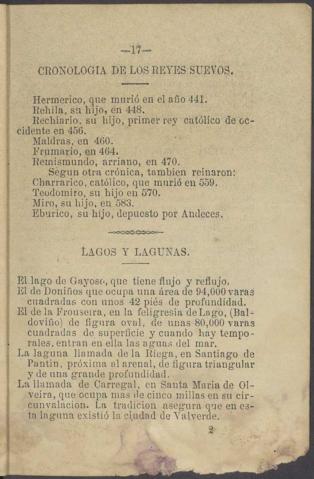 —17—
CRONOLOGIA DE LOS REYES SUEVOS.
Hermerico, que murió en el año 441.
Rehila, su hijo, en 448.
Rechiario, su hijo, primer rey católico de oc-
cidente en 456.
Maldras, en 460.
Frumario, en 464.
Remismundo, arriano, en 470.
Segun otra crónica, tambien reinaron:
Charrarico, católico, que murió en 559.
Teodomiro, su hijo en 570.
Miro, su hijo, en 583.
Eburico, su hijo, depuesto por Andeces.
LAGOS Y LAGUNAS.
El lago de Gayoso, que tiene flujo y reflujo.
El de Doniños que ocupa una área de 94,000 varas
cuadradas con unos 42 piés de profundidad.
El de la Frouseira, en la feligresia de Lago, (Bal-
doviño) de figura oval, de unas 80,000 varas
cuadradas de superficie y cuando hay tempo-
rales, entran en ella las aguas del mar.
La laguna llamada de la Riega, en Santiago de
Pantin, próxima al arenal, de figura triangular
y de una grande profundidad.
La llamada de Carregal, en Santa Maria de Ol-
veira, que ocupa mas de cinco millas en su cir-
cunvalacion. La tradicion asegura que en es-
ta laguna existió la ciudad de Valverde.
2